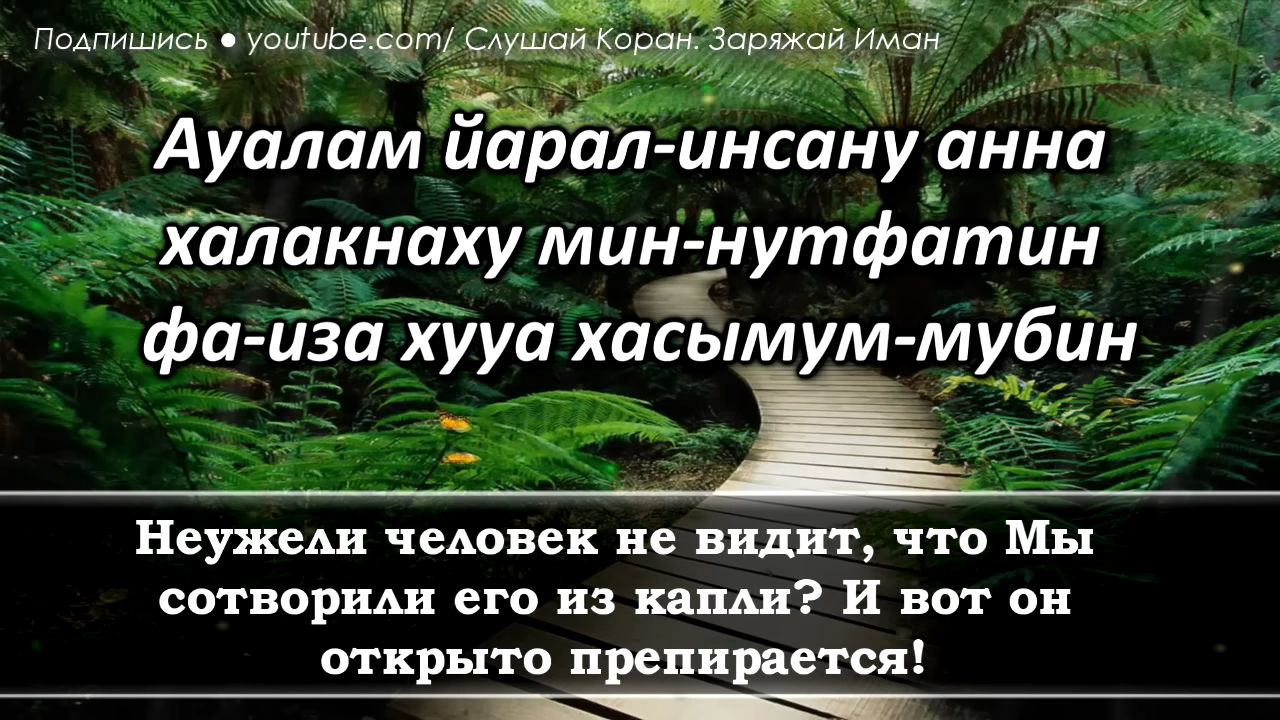 Подпишись ● youtube.com/ Слушай Коран. Заряжай Иман
Ауалам йарал-инсану анна
халакнаху мин-нутфатин
фа-иза хууа хасымум-мубин
Неужели человек не видит, что Мы
сотворили его из капли? И вот он
открыто препирается!